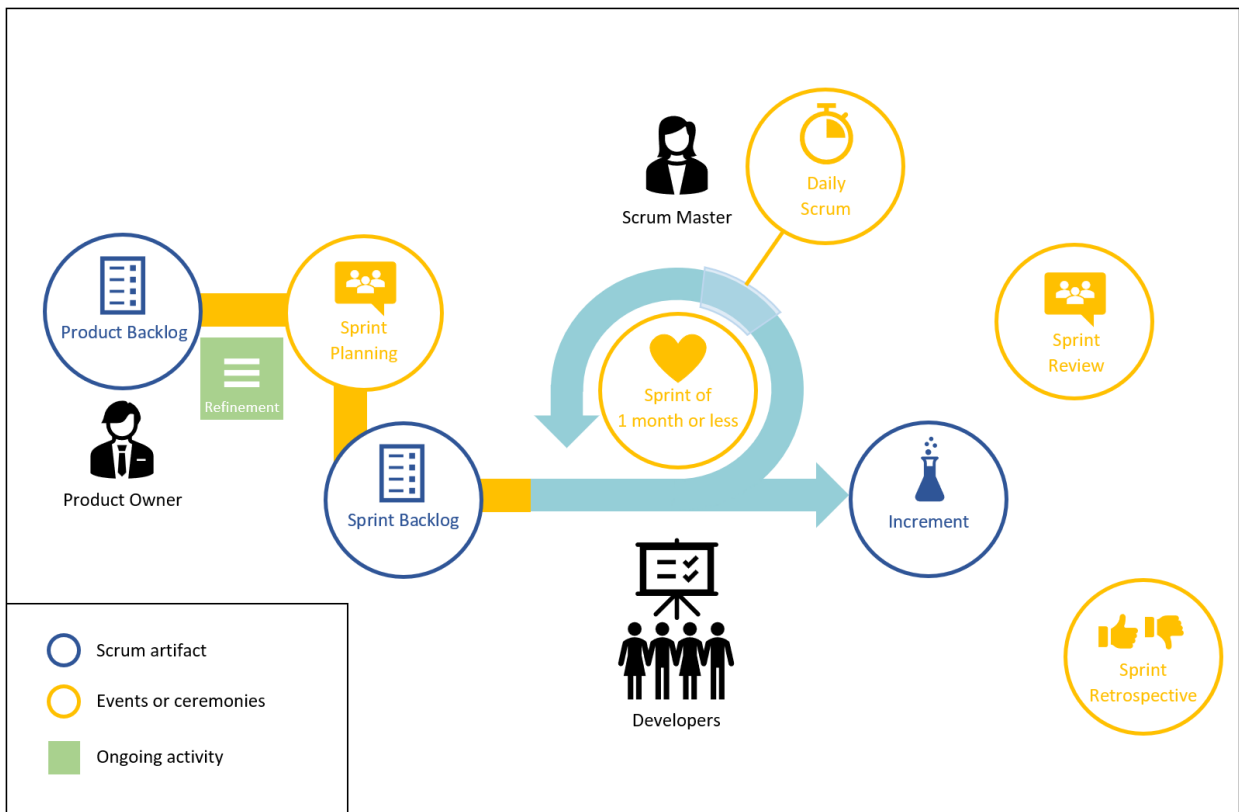 Daily
Scrum
Scrum Master
Product Backlog
Sprint
Planning
Refinement
Product Owner
Sprint Backlog
Sprint of
1 month or less
Sprint
Review
Increment
Developers
Sprint
Retrospective
Scrum artifact
Events or ceremonies
Ongoing activity